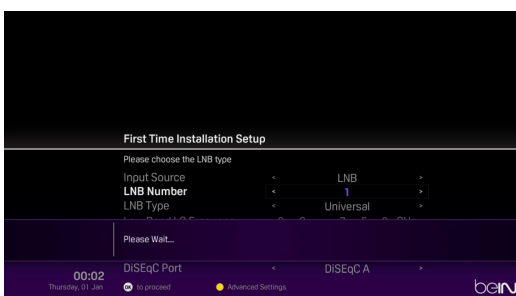 First Time Installation Setup
Please choose the LNB type
Input Source < LNB >
LNB Number < 1 >
LNB Type < Universal >
Please Wait...
DiSEqC Port < DiSEqC A >
00:02
Thursday, 01 Jan
OK to proceed
Advanced Settings
beIN